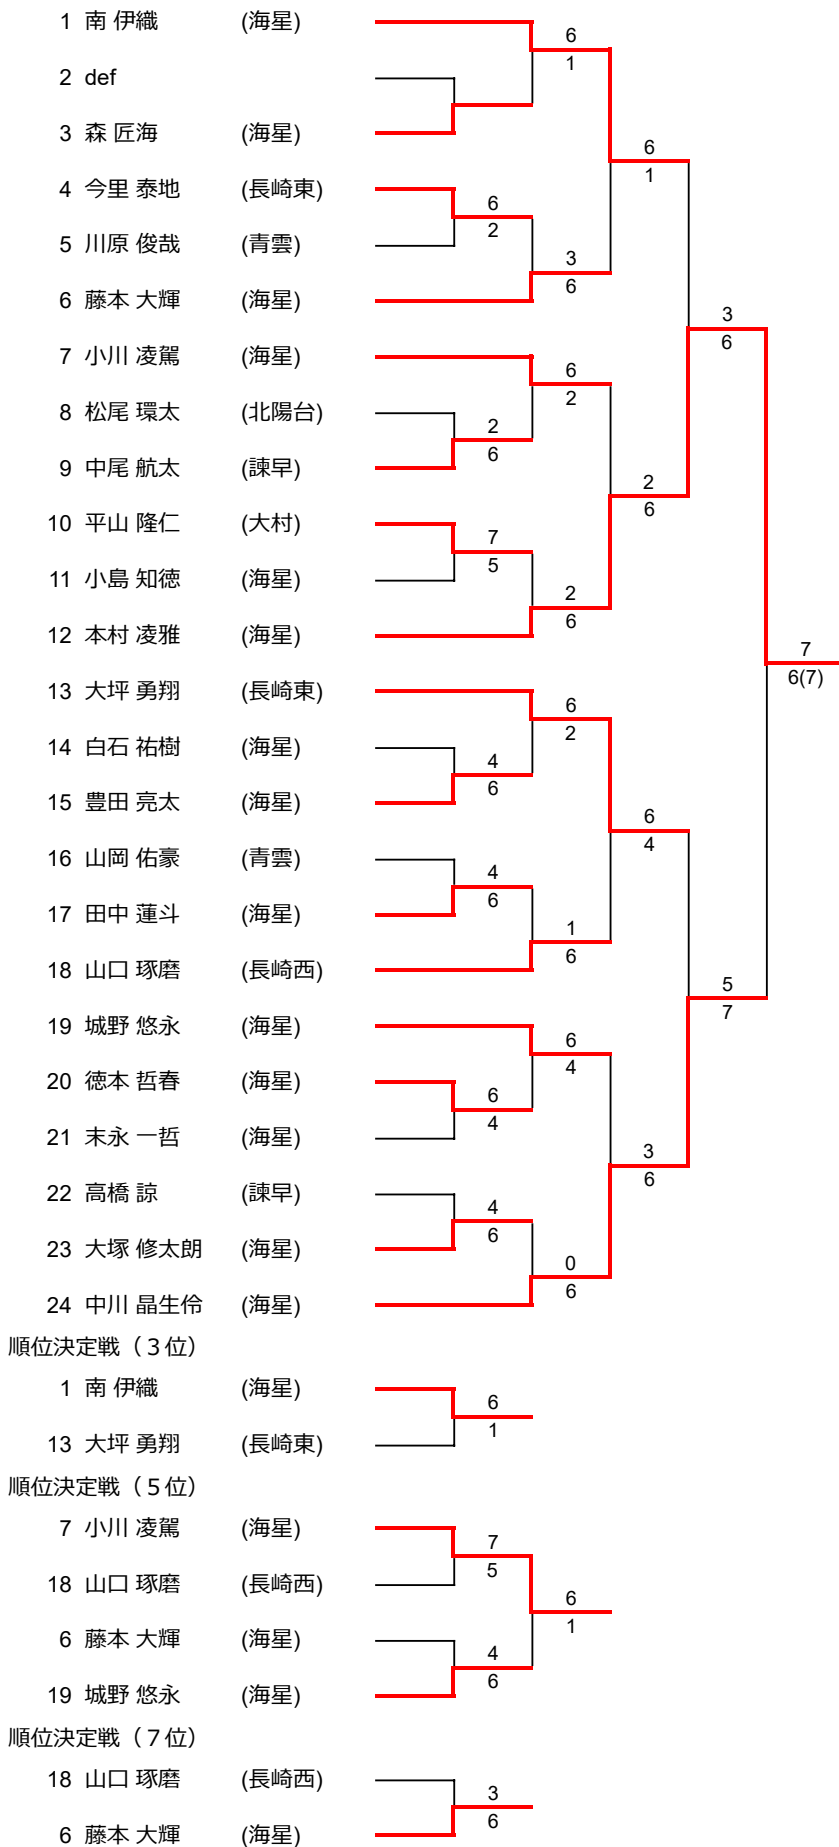 1 南 伊織 (海星)
6
1
2 def
3 森 匠海 (海星)
6
1
4 今里 泰地 (長崎東)
6
2
5 川原 俊哉 (青雲)
3
6
6 藤本 大輝 (海星)
3
6
7 小川 凌駕 (海星)
6
2
8 松尾 環太 (北陽台)
2
6
9 中尾 航太 (諫早)
2
6
10 平山 隆仁 (大村)
7
5
11 小島 知徳 (海星)
2
6
12 本村 凌雅 (海星)
7
6(7)
13 大坪 勇翔 (長崎東)
6
2
14 白石 祐樹 (海星)
4
6
15 豊田 亮太 (海星)
6
4
16 山岡 佑豪 (青雲)
4
6
17 田中 蓮斗 (海星)
1
6
18 山口 琢磨 (長崎西)
5
7
19 城野 悠永 (海星)
6
4
20 徳本 哲春 (海星)
6
4
21 末永 一哲 (海星)
3
6
22 高橋 諒 (諫早)
4
6
23 大塚 修太朗 (海星)
0
6
24 中川 晶生伶 (海星)
順位決定戦（３位）
1 南 伊織 (海星)
6
1
13 大坪 勇翔 (長崎東)
順位決定戦（５位）
7 小川 凌駕 (海星)
7
5
18 山口 琢磨 (長崎西)
6
1
6 藤本 大輝 (海星)
4
6
19 城野 悠永 (海星)
順位決定戦（７位）
18 山口 琢磨 (長崎西)
3
6
6 藤本 大輝 (海星)